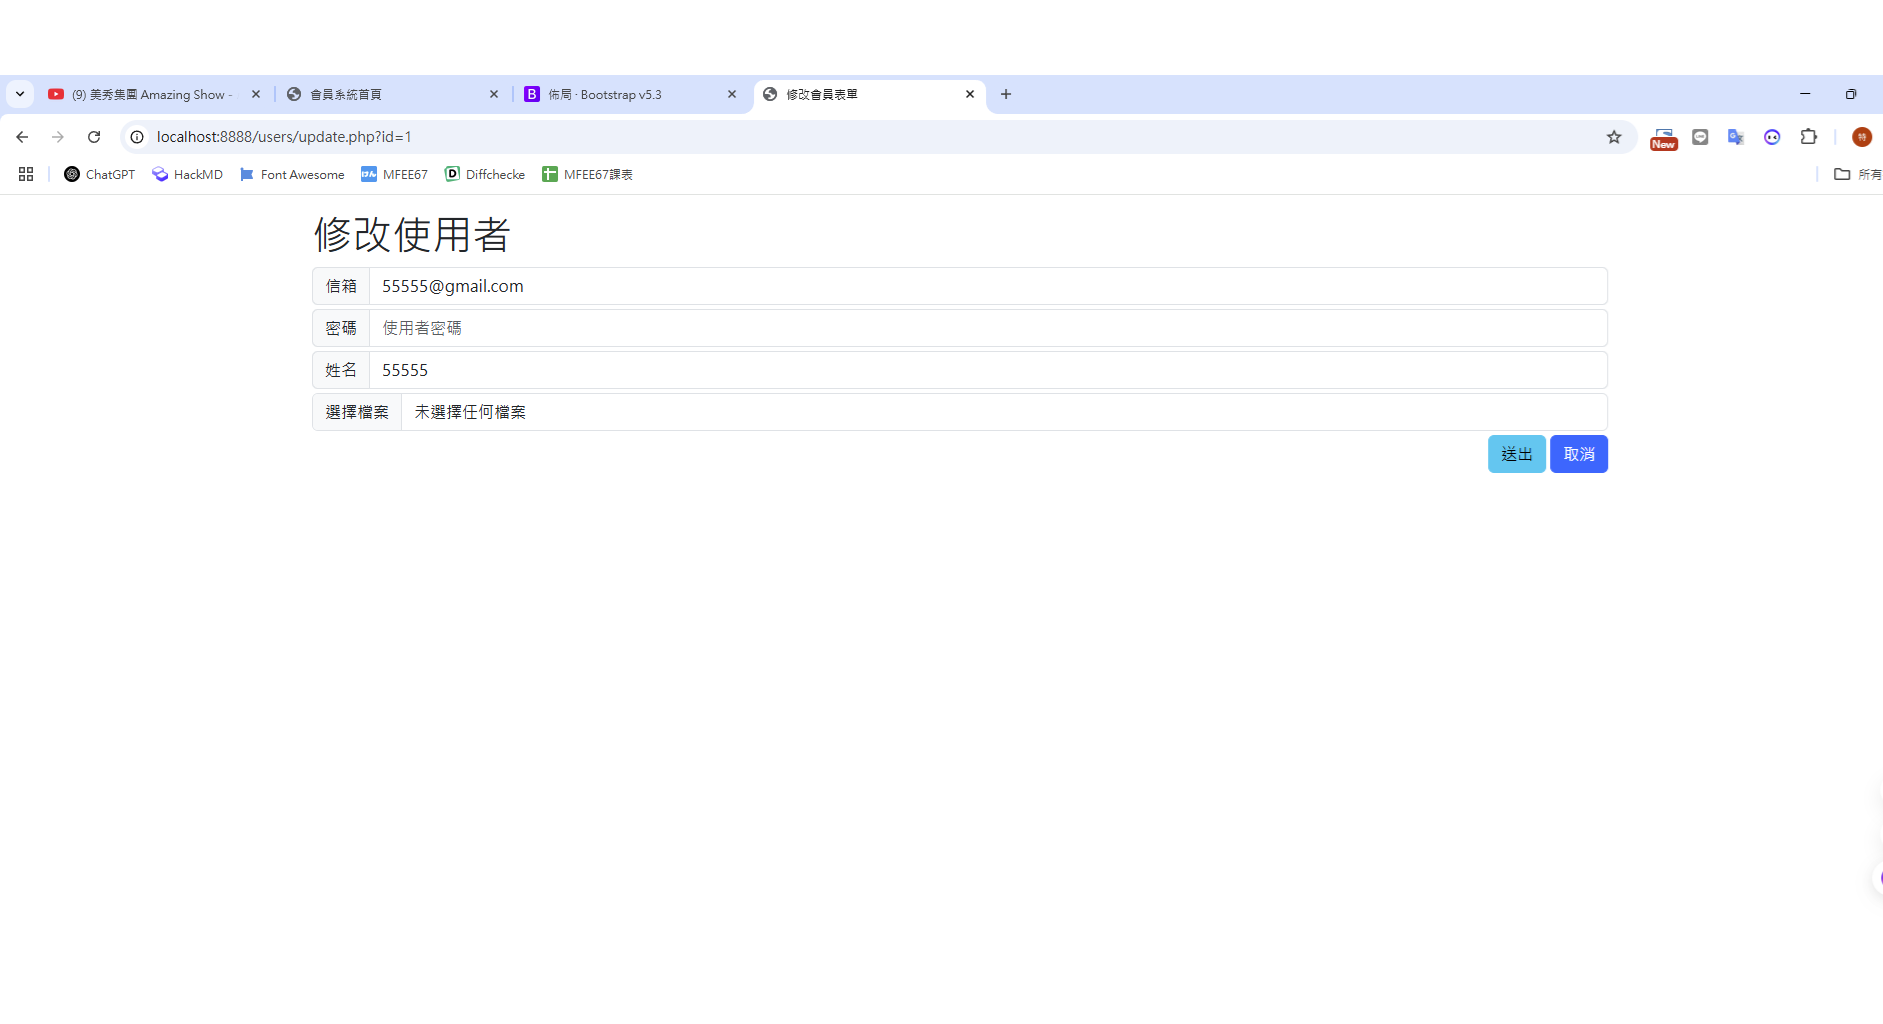 (9) 美秀集團 Amazing Show -
會員系統首頁
佈局 · Bootstrap v5.3
修改會員表單
localhost:8888/users/update.php?id=1
New
特
ChatGPT
HackMD
Font Awesome
MFEE67
Diffchecke
MFEE67課表
所有
修改使用者
信箱 55555@gmail.com
密碼 使用者密碼
姓名 55555
選擇檔案 未選擇任何檔案
送出 取消